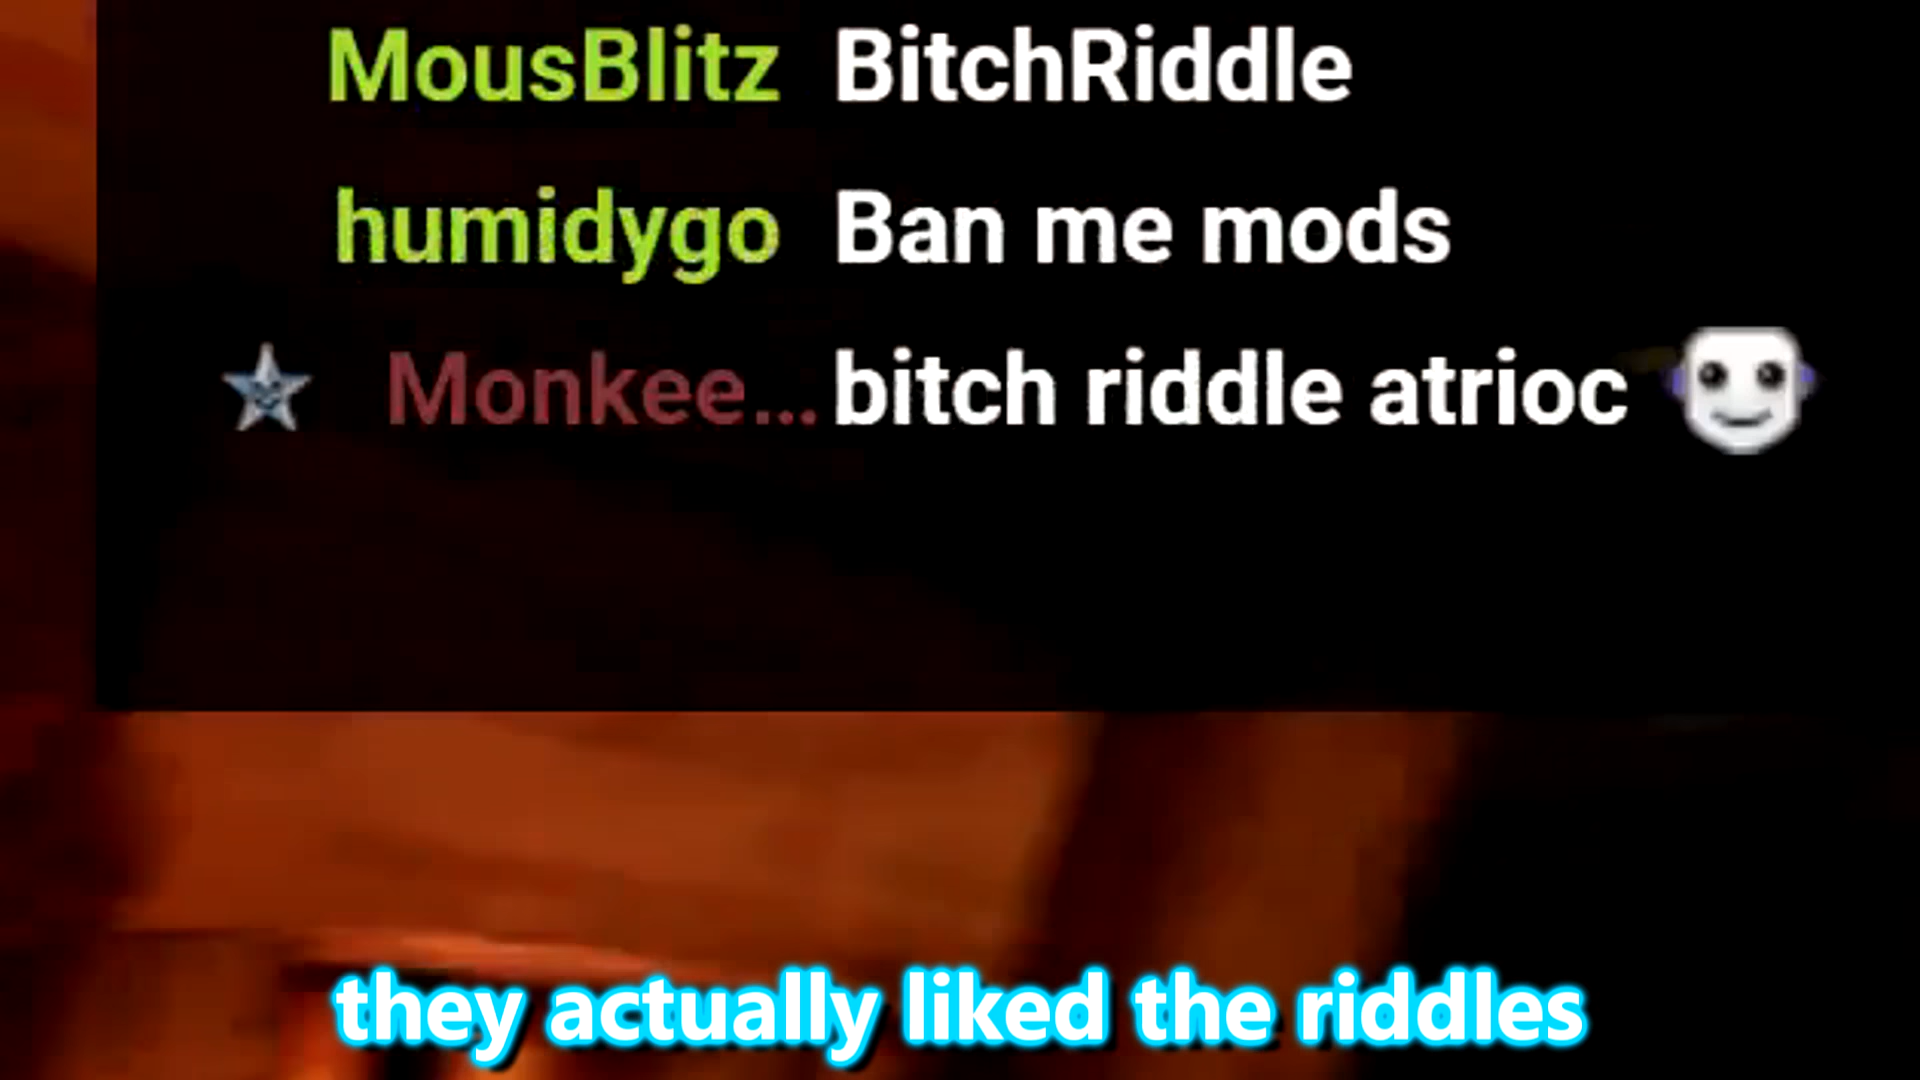 MousBlitz BitchRiddle
humidygo Ban me mods
Monkee... bitch riddle atrioc
they actually liked the riddles